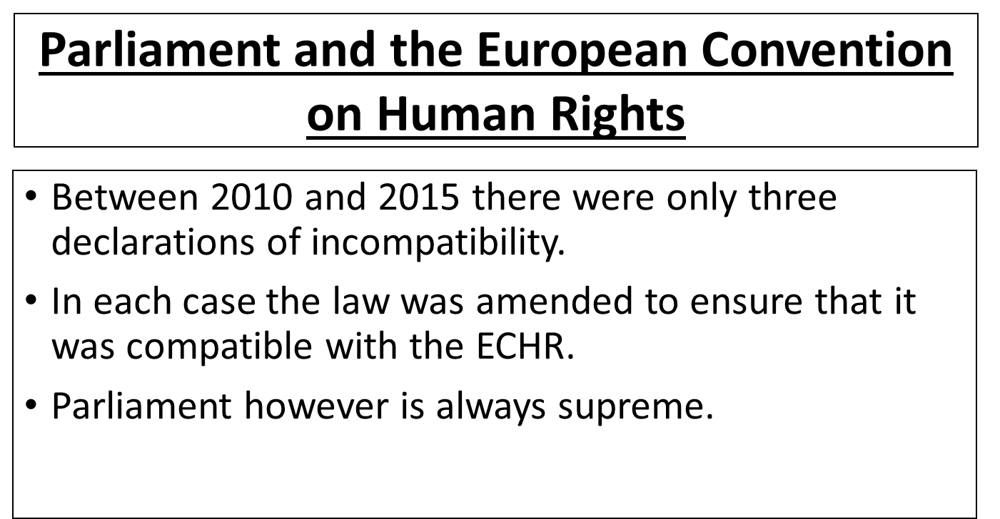 Parliament and the European Convention
on Human Rights
• Between 2010 and 2015 there were only three
declarations of incompatibility.
• In each case the law was amended to ensure that it
was compatible with the ECHR.
• Parliament however is always supreme.